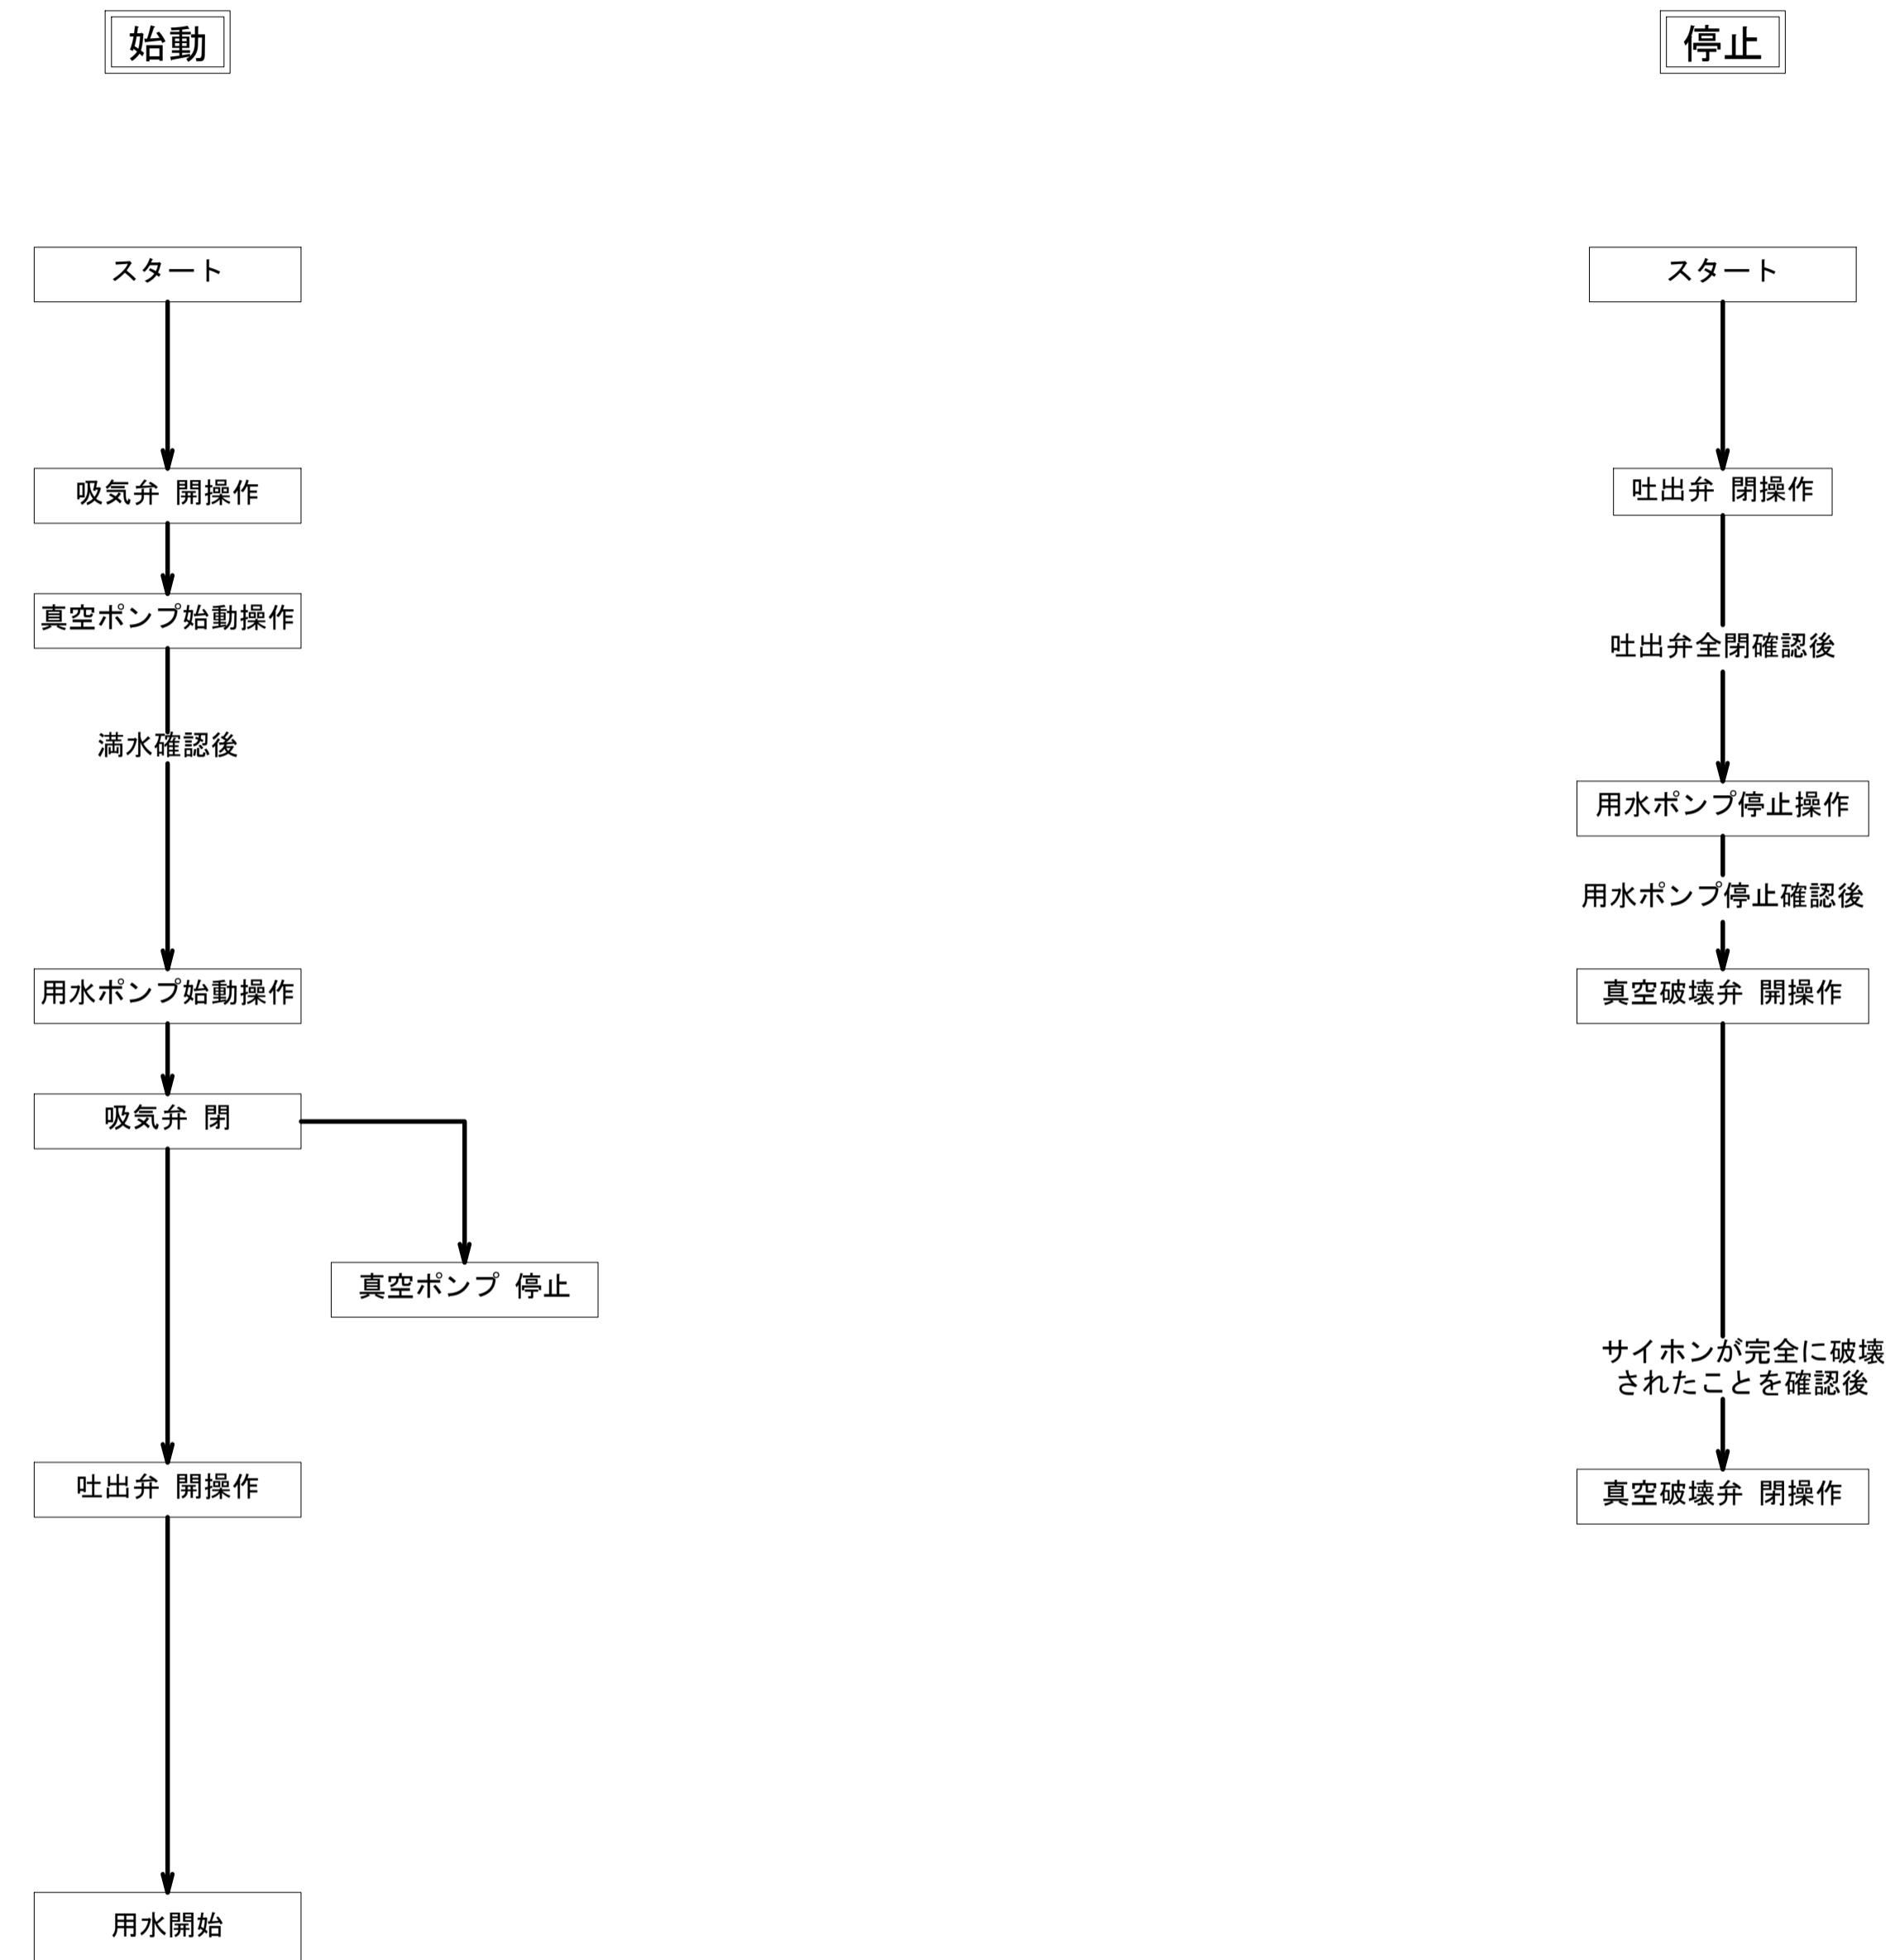 始動
スタート
吸気弁 開操作
真空ポンプ始動操作
満水確認後
用水ポンプ始動操作
吸気弁 閉
真空ポンプ 停止
吐出弁 開操作
用水開始
停止
スタート
吐出弁 閉操作
吐出弁全閉確認後
用水ポンプ停止操作
用水ポンプ停止確認後
真空破壊弁 開操作
サイホンが完全に破壊
されたことを確認後
真空破壊弁 閉操作